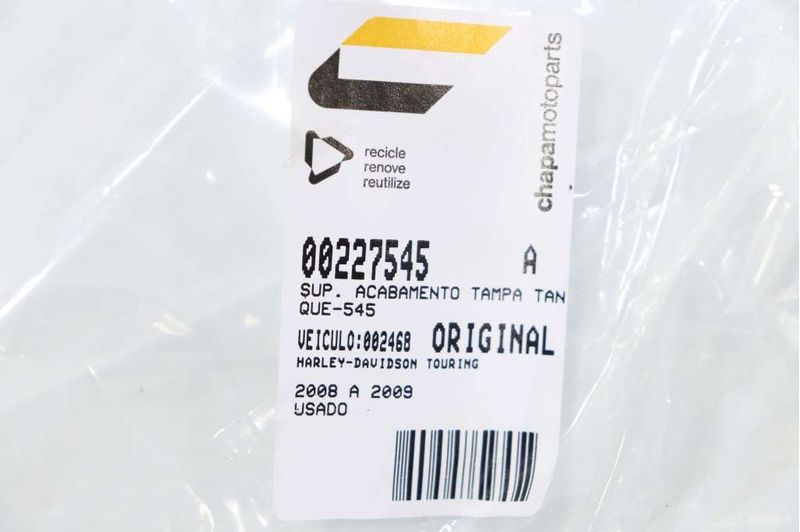 chapamotoparts
recicle
renove
reutilize
00227545 A
SUP. ACABAMENTO TAMPA TAN
QUE-545
VEICULO:002468 ORIGINAL
HARLEY-DAVIDSON TOURING
2008 A 2009
USADO